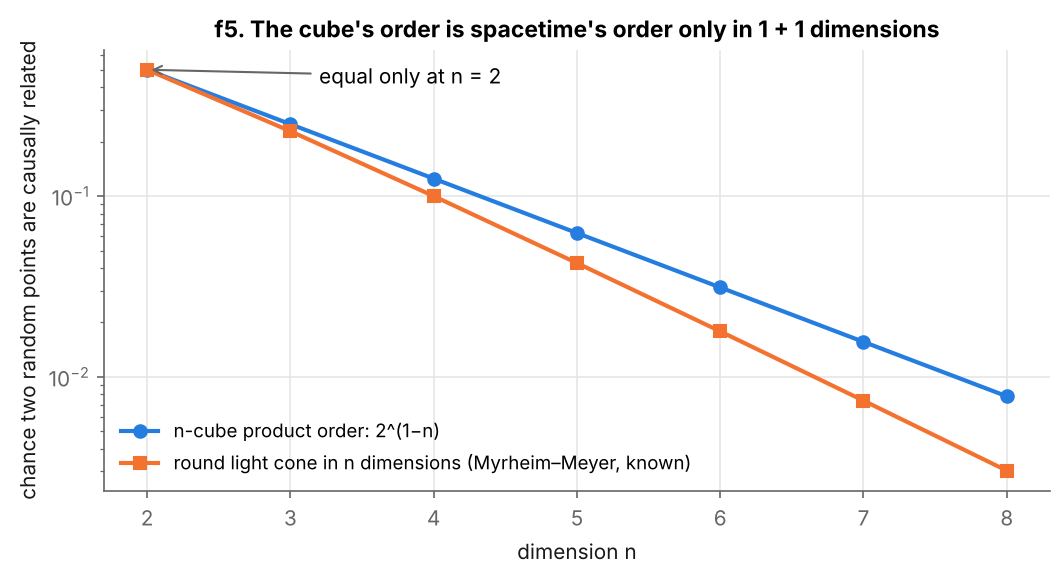 f5. The cube's order is spacetime's order only in 1 + 1 dimensions
chance two random points are causally related
equal only at n = 2
10⁻¹
10⁻²
n-cube product order: 2^(1−n)
round light cone in n dimensions (Myrheim–Meyer, known)
2 3 4 5 6 7 8
dimension n